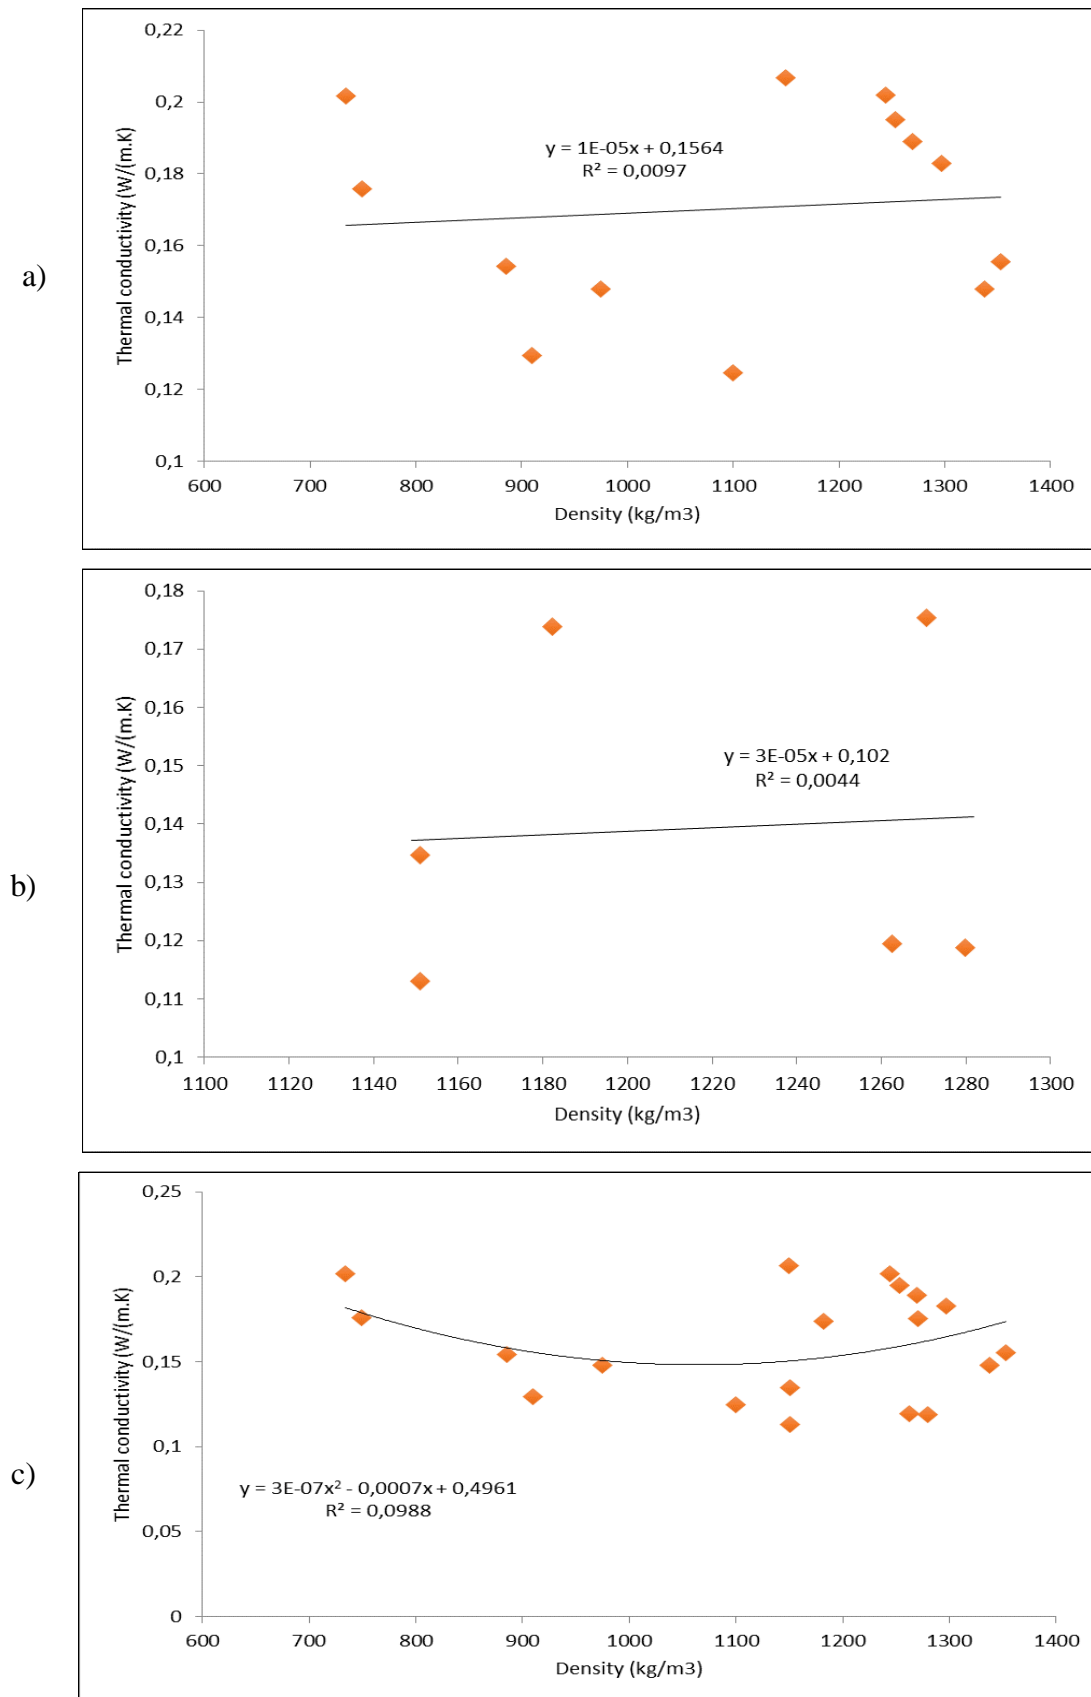 a)
Thermal conductivity (W/(m.K)
0,22
0,2
0,18
0,16
0,14
0,12
0,1
y = 1E-05x + 0,1564
R² = 0,0097
600 700 800 900 1000 1100 1200 1300 1400
Density (kg/m3)
b)
Thermal conductivity (W/(m.K)
0,18
0,17
0,16
0,15
0,14
0,13
0,12
0,11
0,1
y = 3E-05x + 0,102
R² = 0,0044
1100 1120 1140 1160 1180 1200 1220 1240 1260 1280 1300
Density (kg/m3)
c)
Thermal conductivity (W/(m.K)
0,25
0,2
0,15
0,1
0,05
0
y = 3E-07x² - 0,0007x + 0,4961
R² = 0,0988
600 700 800 900 1000 1100 1200 1300 1400
Density (kg/m3)